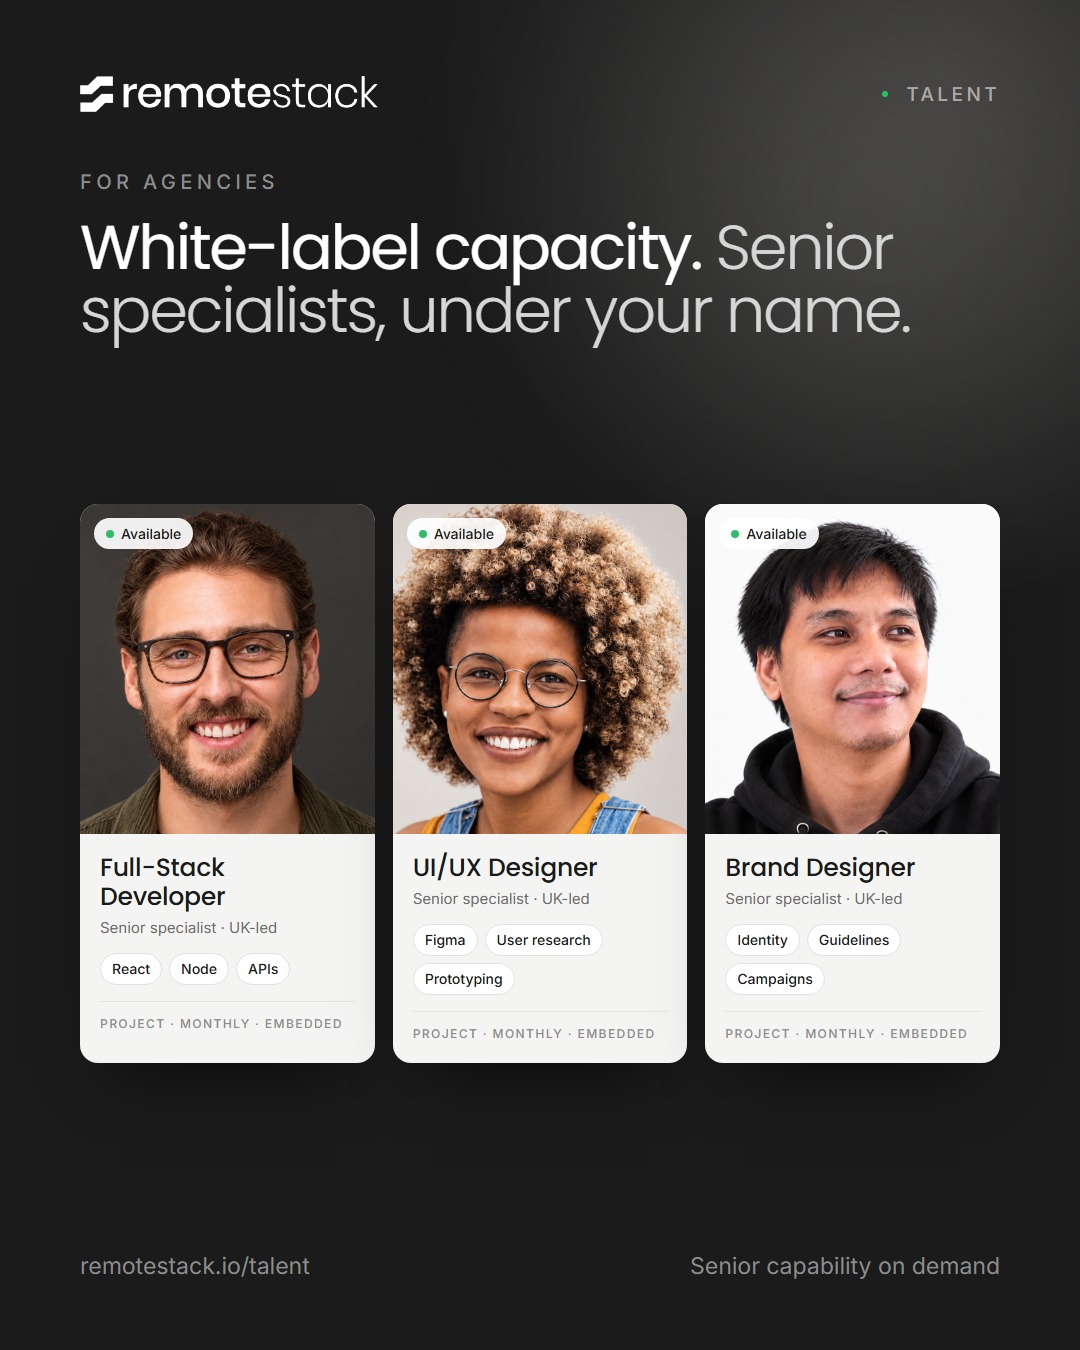 remotestack
TALENT
FOR AGENCIES
White-label capacity. Senior
specialists, under your name.
Available
Full-Stack
Developer
Senior specialist · UK-led
React Node APIs
PROJECT · MONTHLY · EMBEDDED
Available
UI/UX Designer
Senior specialist · UK-led
Figma User research
Prototyping
PROJECT · MONTHLY · EMBEDDED
Available
Brand Designer
Senior specialist · UK-led
Identity Guidelines
Campaigns
PROJECT · MONTHLY · EMBEDDED
remotestack.io/talent
Senior capability on demand